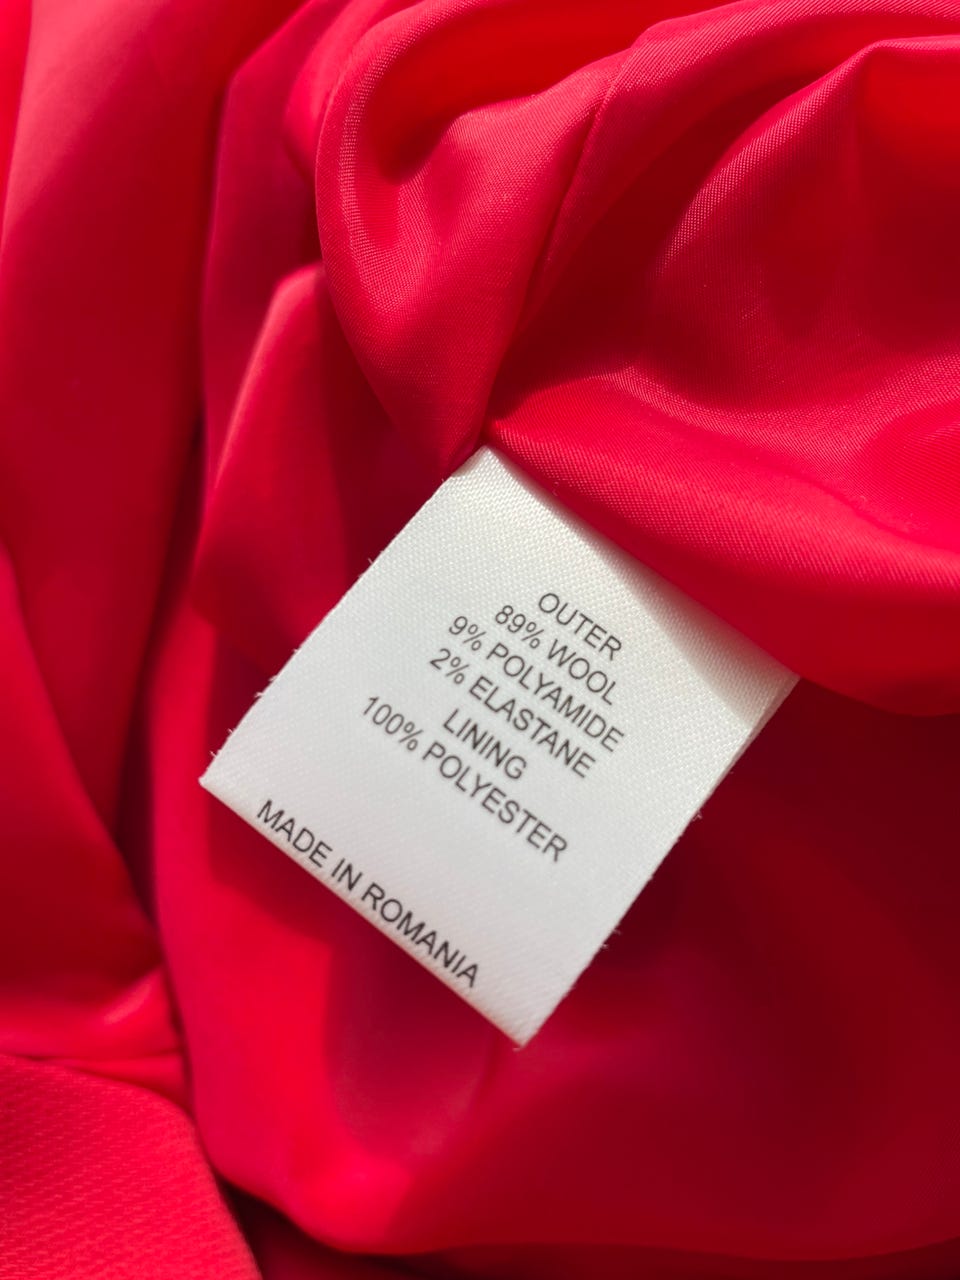 OUTER
89% WOOL
9% POLYAMIDE
2% ELASTANE
LINING
100% POLYESTER
MADE IN ROMANIA